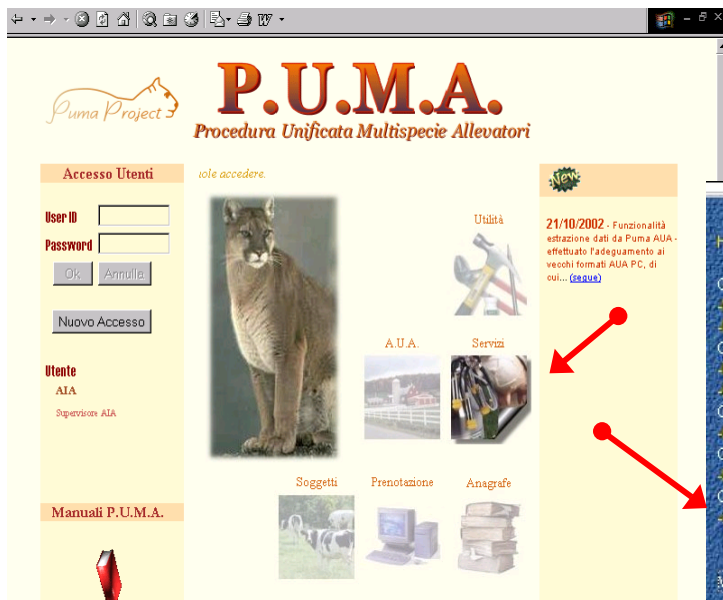 Puma Project
P.U.M.A.
Procedura Unificata Multispecie Allevatori
Accesso Utenti
User ID
Password
Ok Annulla
Nuovo Accesso
Utente
AIA
Supervisore AIA
Manuali P.U.M.A.
uole accedere.
Utilità
A.U.A. Servizi
Soggetti Prenotazione Anagrafe
New
21/10/2002 - Funzionalità
estrazione dati da Puma AUA -
effettuato l'adeguamento ai
vecchi formati AUA PC, di
cui... (segue)